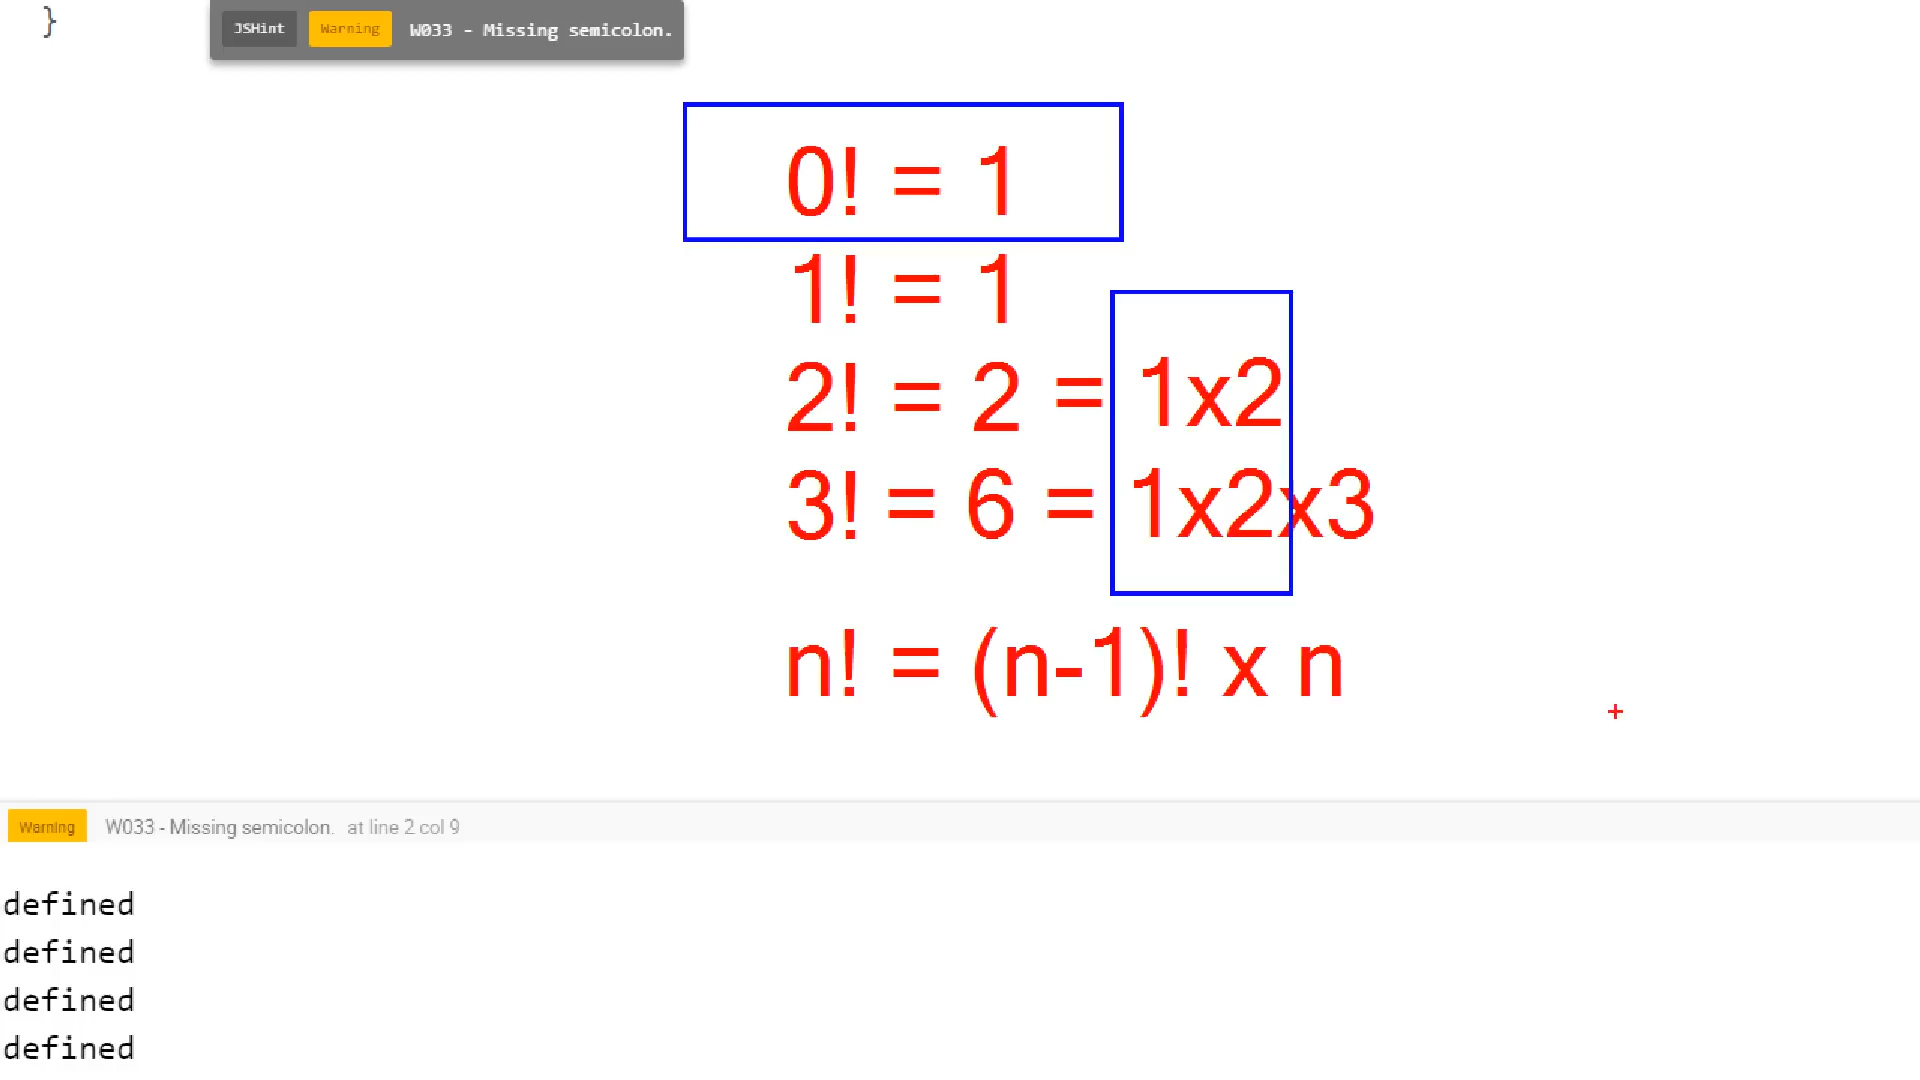 }
JSHint Warning W033 - Missing semicolon.
0! = 1
1! = 1
2! = 2 = 1x2
3! = 6 = 1x2x3
n! = (n-1)! x n
Warning W033 - Missing semicolon. at line 2 col 9
defined
defined
defined
defined